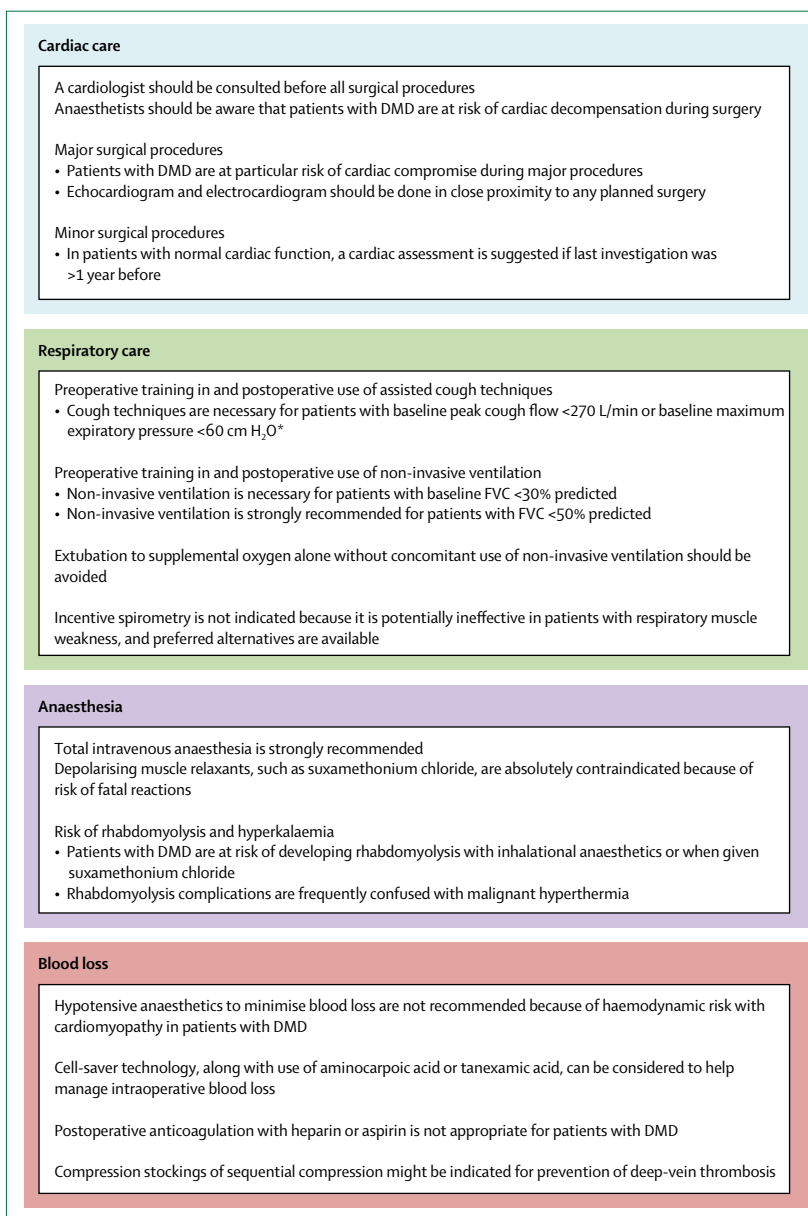 Cardiac care
A cardiologist should be consulted before all surgical procedures
Anaesthetists should be aware that patients with DMD are at risk of cardiac decompensation during surgery
Major surgical procedures
• Patients with DMD are at particular risk of cardiac compromise during major procedures
• Echocardiogram and electrocardiogram should be done in close proximity to any planned surgery
Minor surgical procedures
• In patients with normal cardiac function, a cardiac assessment is suggested if last investigation was
>1 year before
Respiratory care
Preoperative training in and postoperative use of assisted cough techniques
• Cough techniques are necessary for patients with baseline peak cough flow <270 L/min or baseline maximum
expiratory pressure <60 cm H₂O*
Preoperative training in and postoperative use of non-invasive ventilation
• Non-invasive ventilation is necessary for patients with baseline FVC <30% predicted
• Non-invasive ventilation is strongly recommended for patients with FVC <50% predicted
Extubation to supplemental oxygen alone without concomitant use of non-invasive ventilation should be
avoided
Incentive spirometry is not indicated because it is potentially ineffective in patients with respiratory muscle
weakness, and preferred alternatives are available
Anaesthesia
Total intravenous anaesthesia is strongly recommended
Depolarising muscle relaxants, such as suxamethonium chloride, are absolutely contraindicated because of
risk of fatal reactions
Risk of rhabdomyolysis and hyperkalaemia
• Patients with DMD are at risk of developing rhabdomyolysis with inhalational anaesthetics or when given
suxamethonium chloride
• Rhabdomyolysis complications are frequently confused with malignant hyperthermia
Blood loss
Hypotensive anaesthetics to minimise blood loss are not recommended because of haemodynamic risk with
cardiomyopathy in patients with DMD
Cell-saver technology, along with use of aminocarpoic acid or tanexamic acid, can be considered to help
manage intraoperative blood loss
Postoperative anticoagulation with heparin or aspirin is not appropriate for patients with DMD
Compression stockings of sequential compression might be indicated for prevention of deep-vein thrombosis